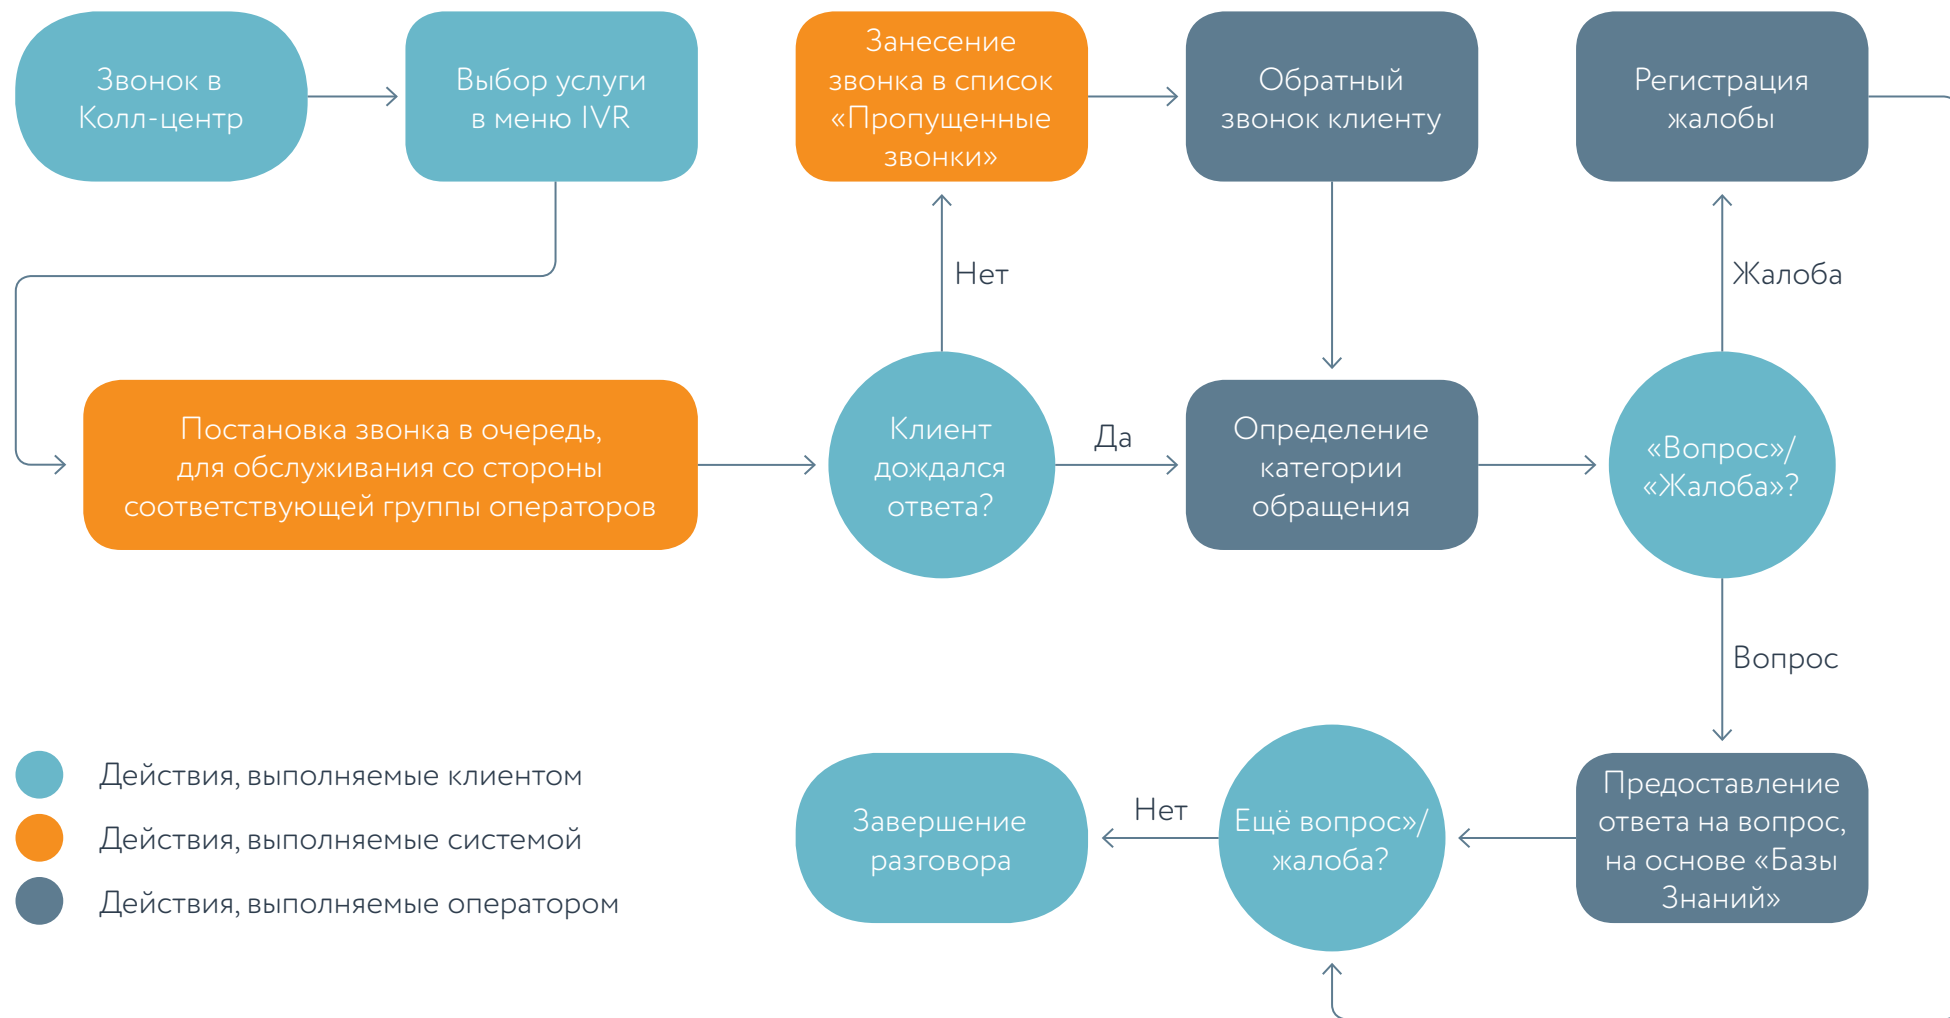 Звонок в
Колл-центр
Выбор услуги
в меню IVR
Занесение
звонка в список
«Пропущенные
звонки»
Обратный
звонок клиенту
Регистрация
жалобы
Нет
Жалоба
Постановка звонка в очередь,
для обслуживания со стороны
соответствующей группы операторов
Клиент
дождался
ответа?
Да
Определение
категории
обращения
«Вопрос»/
«Жалоба»?
Вопрос
Действия, выполняемые клиентом
Действия, выполняемые системой
Действия, выполняемые оператором
Завершение
разговора
Нет
Ещё вопрос»/
жалоба?
Предоставление
ответа на вопрос,
на основе «Базы
Знаний»